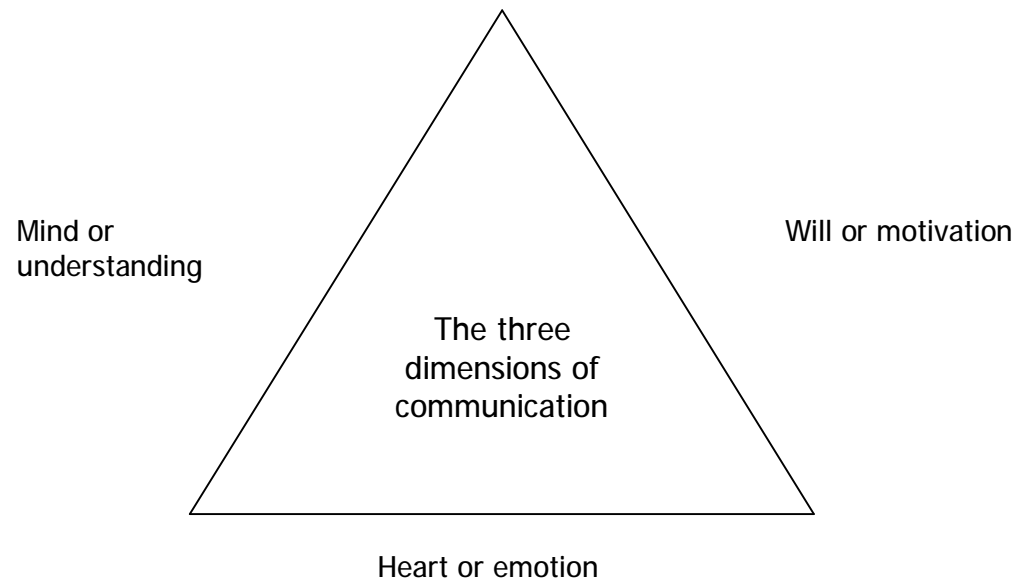 Mind or
understanding
Will or motivation
The three
dimensions of
communication
Heart or emotion